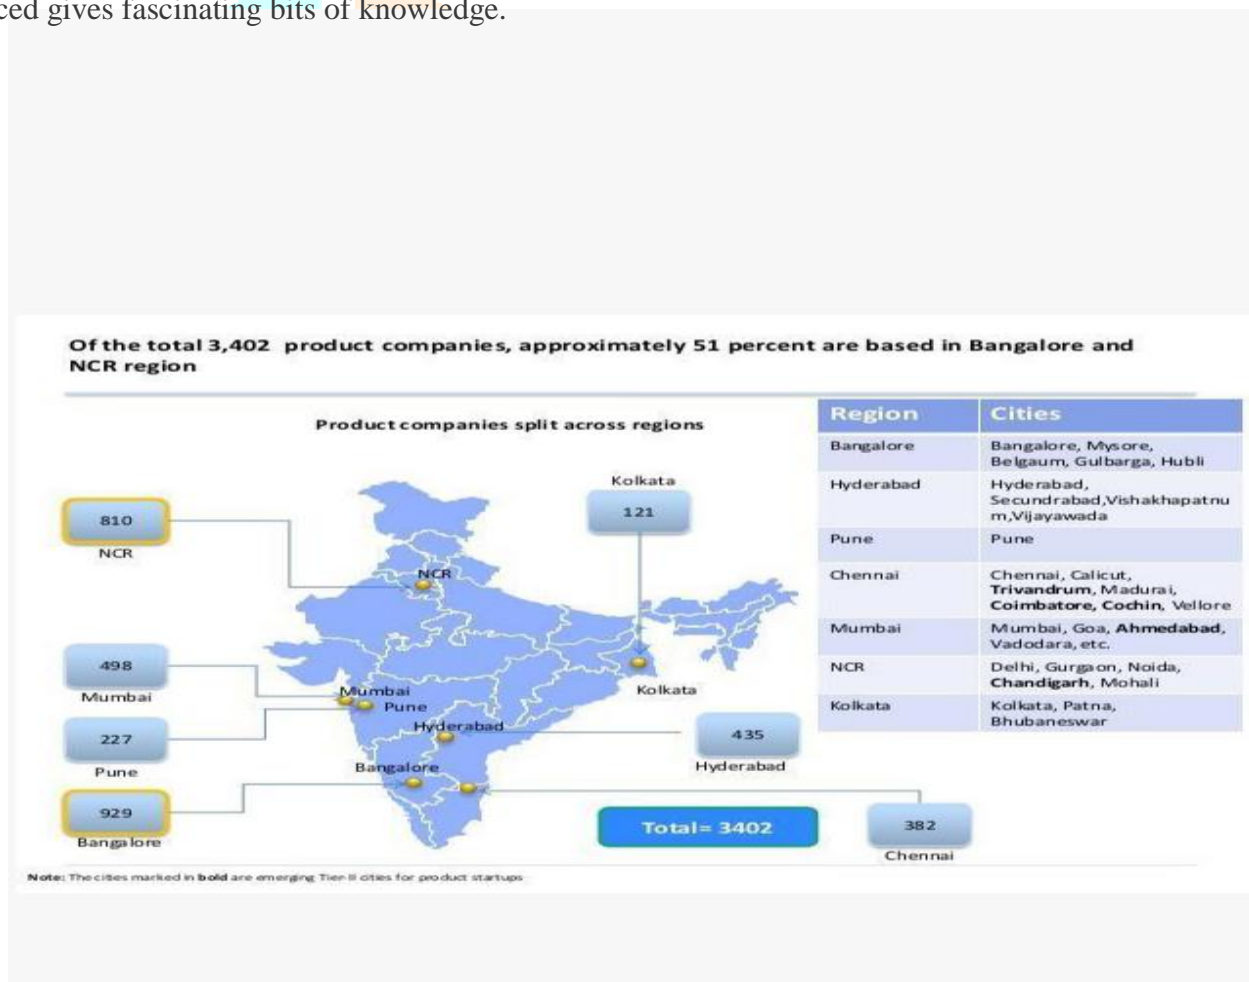 ced gives fascinating bits of knowledge.
Of the total 3,402 product companies, approximately 51 percent are based in Bangalore and
NCR region
Product companies split across regions
Region Cities
Bangalore Bangalore, Mysore,
Belgaum, Gulbarga, Hubli
Hyderabad Hyderabad,
Secundrabad,Vishakhapatnu
m,Vijayawada
Pune Pune
Chennai Chennai, Calicut,
Trivandrum, Madurai,
Coimbatore, Cochin, Vellore
Mumbai Mumbai, Goa, Ahmedabad,
Vadodara, etc.
NCR Delhi, Gurgaon, Noida,
Chandigarh, Mohali
Kolkata Kolkata, Patna,
Bhubaneswar
Kolkata
121
810
NCR
NCR
498
Mumbai
Mumbai
Pune
Kolkata
227
Pune
Hyderabad
435
Hyderabad
Bangalore
929
Bangalore
Total= 3402
382
Chennai
Note: The cities marked in bold are emerging Tier-II cities for product startups